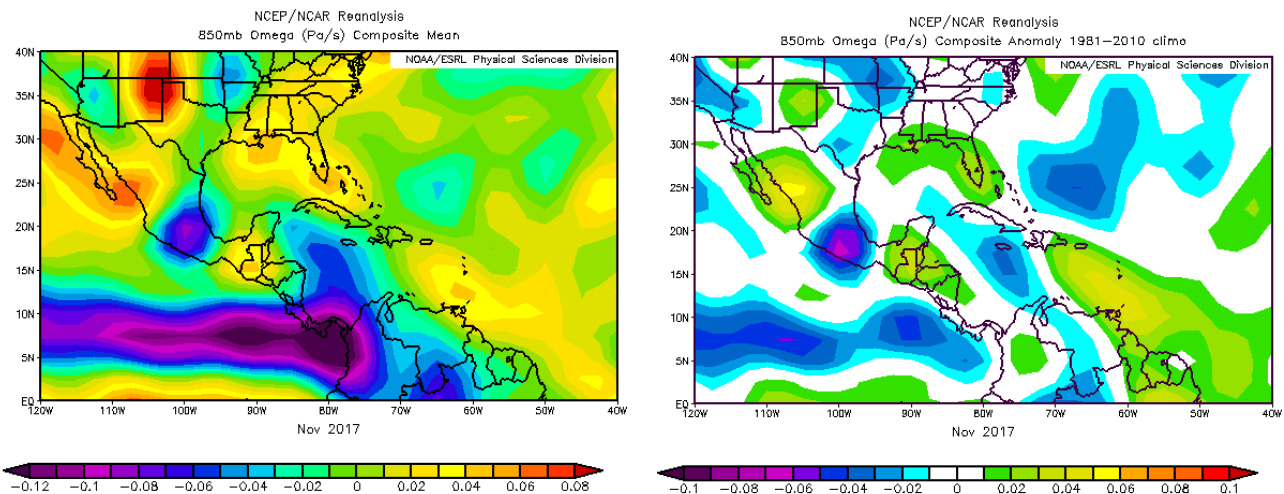 NCEP/NCAR Reanalysis
850mb Omega (Pa/s) Composite Mean
NOAA/ESRL Physical Sciences Division
40N
35N
30N
25N
20N
15N
10N
5N
EQ
120W 110W 100W 90W 80W 70W 60W 50W 40W
Nov 2017
-0.12 -0.1 -0.08 -0.06 -0.04 -0.02 0 0.02 0.04 0.06 0.08
NCEP/NCAR Reanalysis
850mb Omega (Pa/s) Composite Anomaly 1981-2010 climo
NOAA/ESRL Physical Sciences Division
40N
35N
30N
25N
20N
15N
10N
5N
EQ
120W 110W 100W 90W 80W 70W 60W 50W 40W
Nov 2017
-0.1 -0.08 -0.06 -0.04 -0.02 0 0.02 0.04 0.06 0.08 0.1